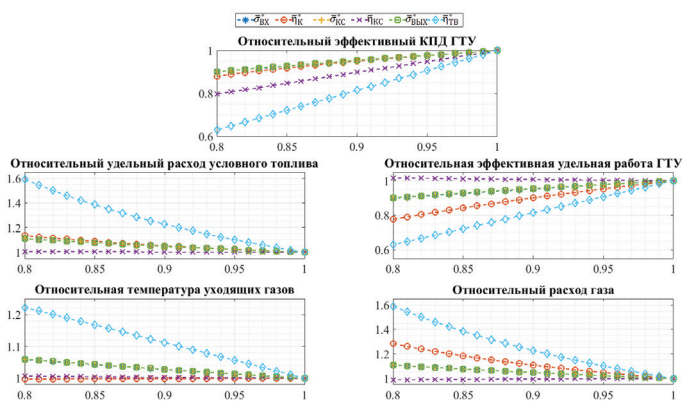 σ̅*ВХ η̅*К σ̅*КС η̅КС σ̅*ВЫХ η̅*ТВ
Относительный эффективный КПД ГТУ
1
0.8
0.6
0.8 0.85 0.9 0.95 1
Относительный удельный расход условного топлива
1.6
1.4
1.2
1
0.8 0.85 0.9 0.95 1
Относительная эффективная удельная работа ГТУ
1
0.8
0.6
0.8 0.85 0.9 0.95 1
Относительная температура уходящих газов
1.2
1.1
1
0.8 0.85 0.9 0.95 1
Относительный расход газа
1.6
1.4
1.2
1
0.8 0.85 0.9 0.95 1